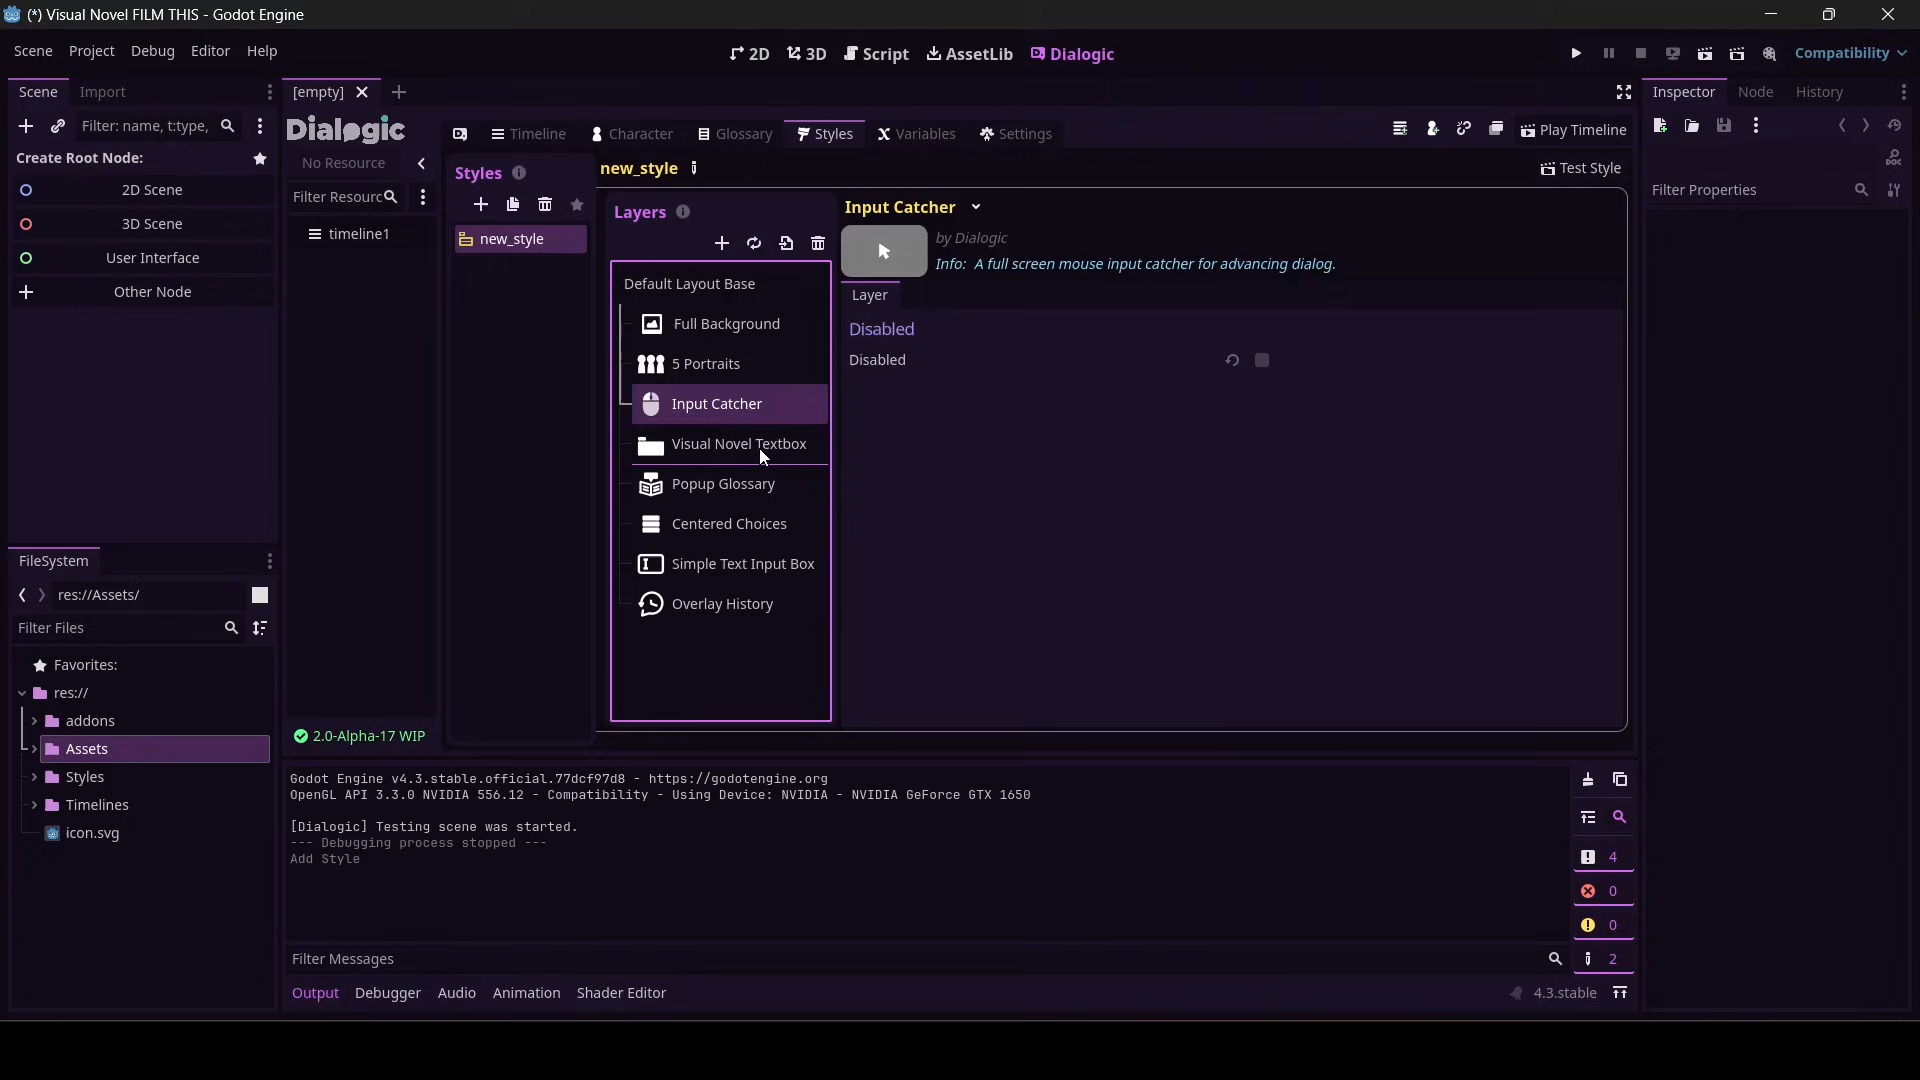 (*) Visual Novel FILM THIS - Godot Engine
Scene Project Debug Editor Help
2D 3D Script AssetLib Dialogic
Compatibility
Scene Import
[empty]
Inspector Node History
Filter: name, t:type,
Dialogic
Timeline Character Glossary Styles Variables Settings
Play Timeline
Create Root Node:
No Resource
Styles
new_style
Test Style
DOC
2D Scene
Filter Resourc
Filter Properties
Layers
Input Catcher
3D Scene
timeline1
new_style
by Dialogic
User Interface
Info: A full screen mouse input catcher for advancing dialog.
Other Node
Default Layout Base
Layer
Full Background
Disabled
5 Portraits
Disabled
Input Catcher
Visual Novel Textbox
Popup Glossary
Centered Choices
Simple Text Input Box
Overlay History
FileSystem
res://Assets/
Filter Files
Favorites:
res://
addons
Assets
Styles
Timelines
icon.svg
2.0-Alpha-17 WIP
Godot Engine v4.3.stable.official.77dcf97d8 - https://godotengine.org
OpenGL API 3.3.0 NVIDIA 556.12 - Compatibility - Using Device: NVIDIA - NVIDIA GeForce GTX 1650
[Dialogic] Testing scene was started.
--- Debugging process stopped ---
Add Style
4
0
0
2
Filter Messages
Output Debugger Audio Animation Shader Editor
4.3.stable